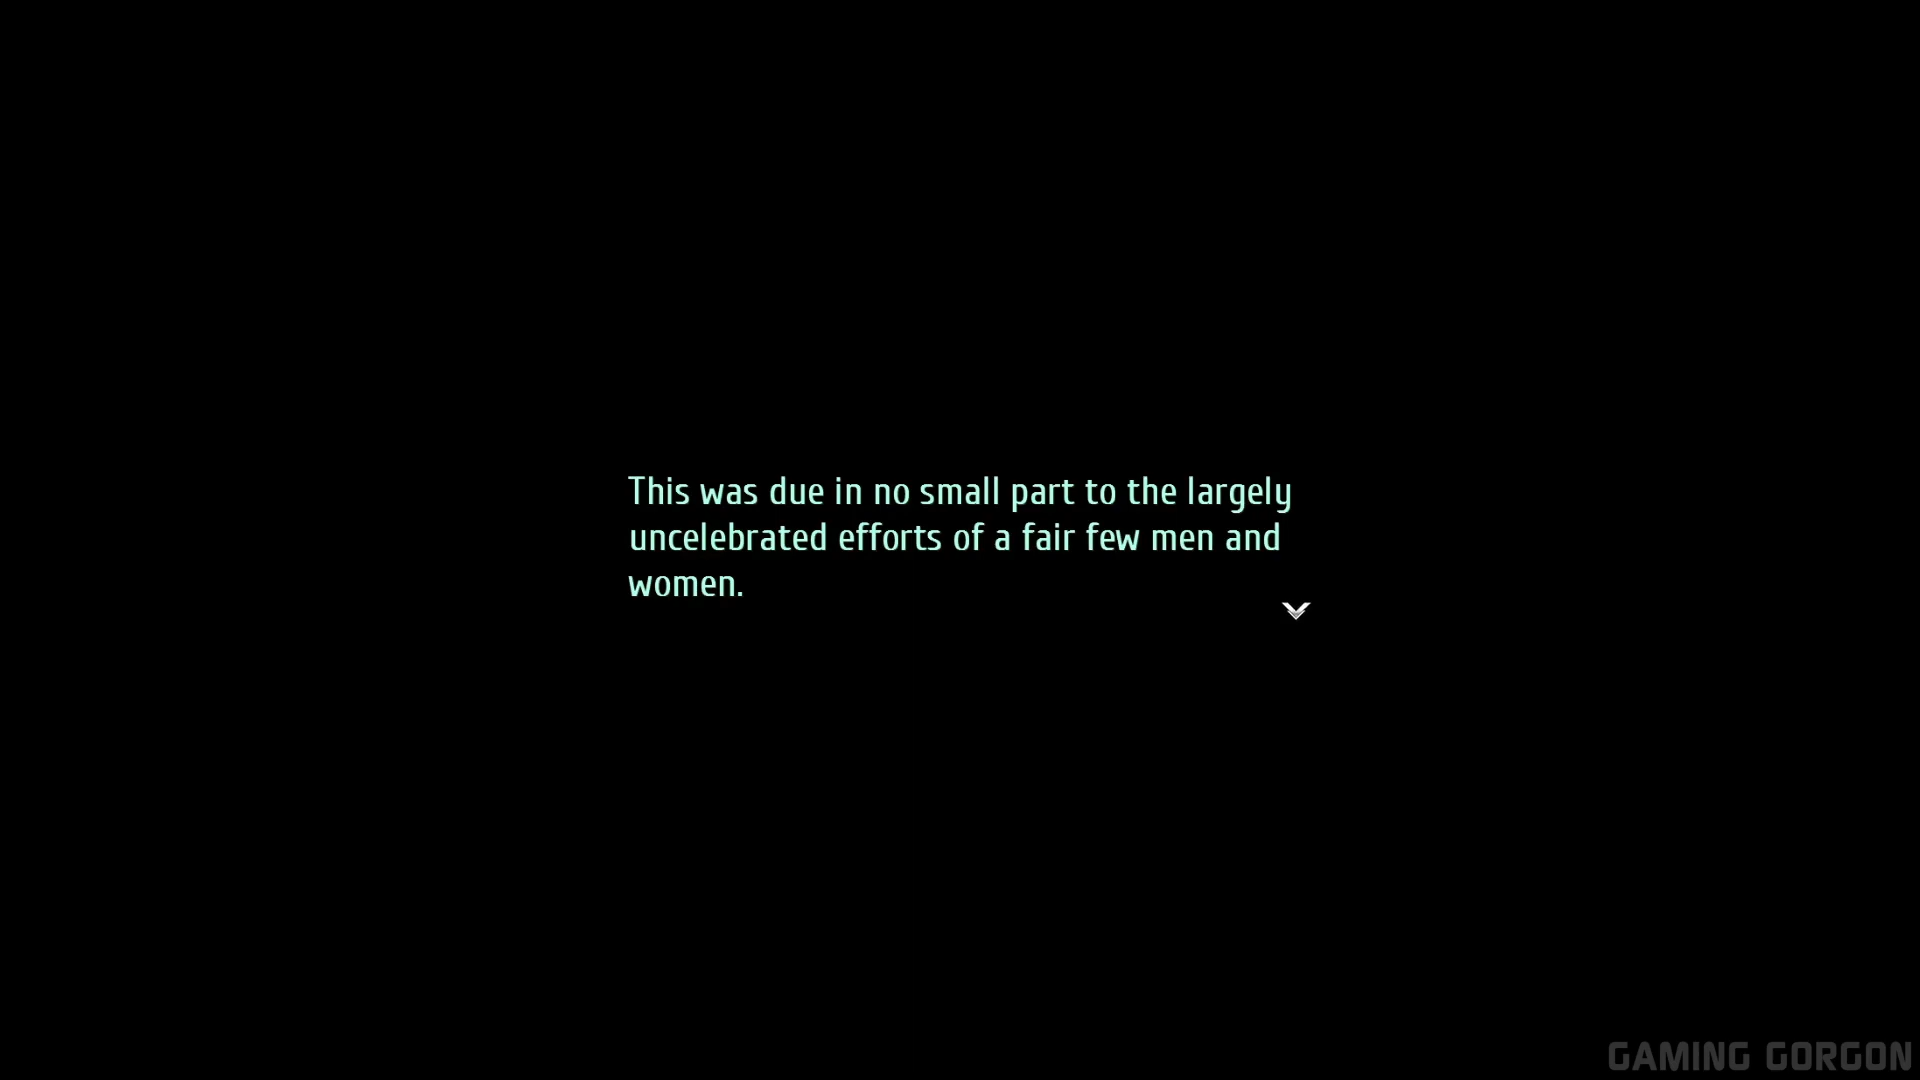 This was due in no small part to the largely
uncelebrated efforts of a fair few men and
women.
GAMING GORGON